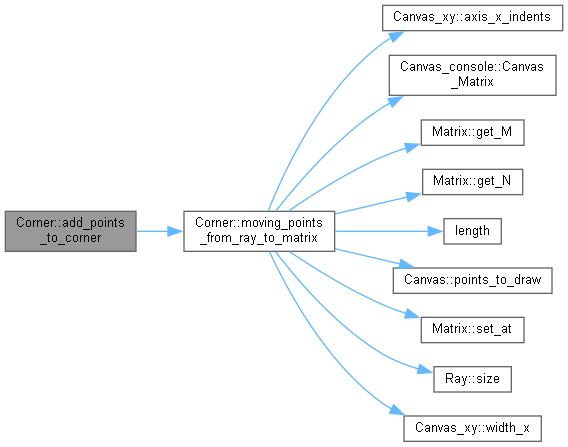 Corner::add_points
_to_corner
Corner::moving_points
_from_ray_to_matrix
Canvas_xy::axis_x_indents
Canvas_console::Canvas
_Matrix
Matrix::get_M
Matrix::get_N
length
Canvas::points_to_draw
Matrix::set_at
Ray::size
Canvas_xy::width_x